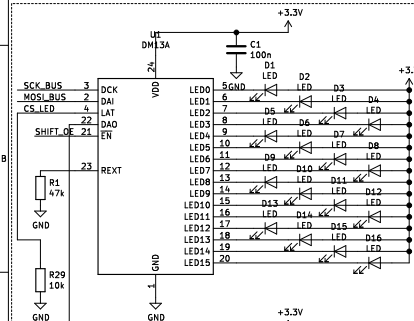 +3.3V
U1
DM13A
C1
100n
GND
+3.
24
VDD
D1
LED
D2
LED
D3
LED
D4
LED
D5
LED
D6
LED
D7
LED
D8
LED
D9
LED
D10
LED
D11
LED
D12
LED
D13
LED
D14
LED
D15
LED
D16
LED
SCK_BUS 3 DCK
MOSI_BUS 2 DAI
CS_LED 4 LAT
22 DAO
SHIFT_OE 21 EN
23 REXT
LED0 5
LED1 6
LED2 7
LED3 8
LED4 9
LED5 10
LED6 11
LED7 12
LED8 13
LED9 14
LED10 15
LED11 16
LED12 17
LED13 18
LED14 19
LED15 20
B
R1
47k
GND
R29
10k
GND
GND
1
GND
+3.3V